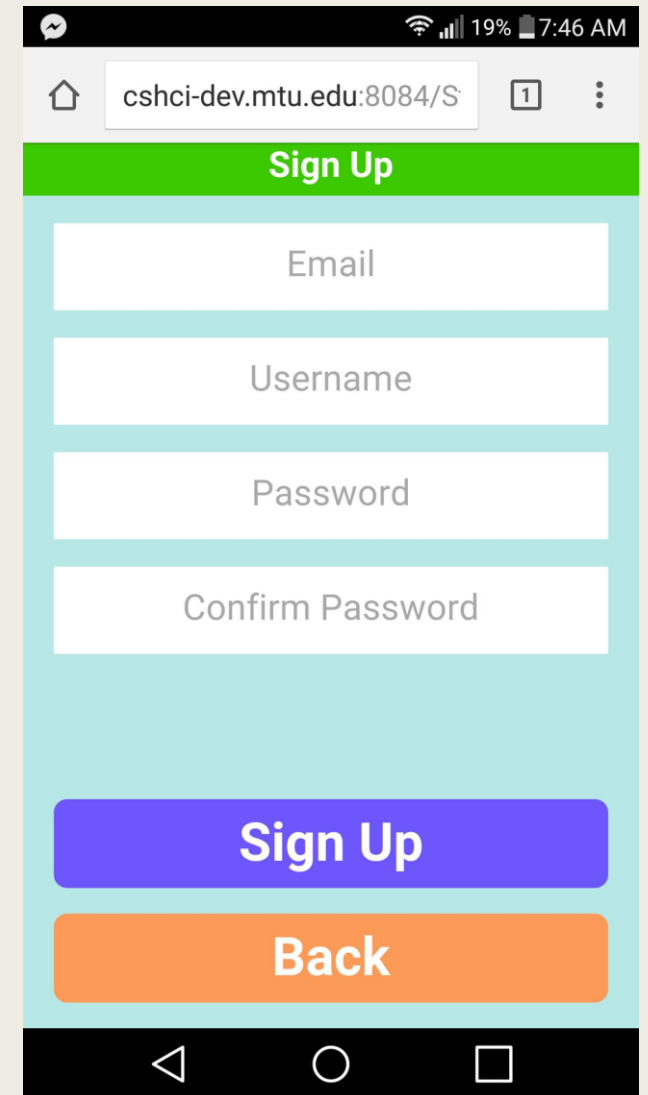 19% 7:46 AM
cshci-dev.mtu.edu:8084/S
1
Sign Up
Email
Username
Password
Confirm Password
Sign Up
Back